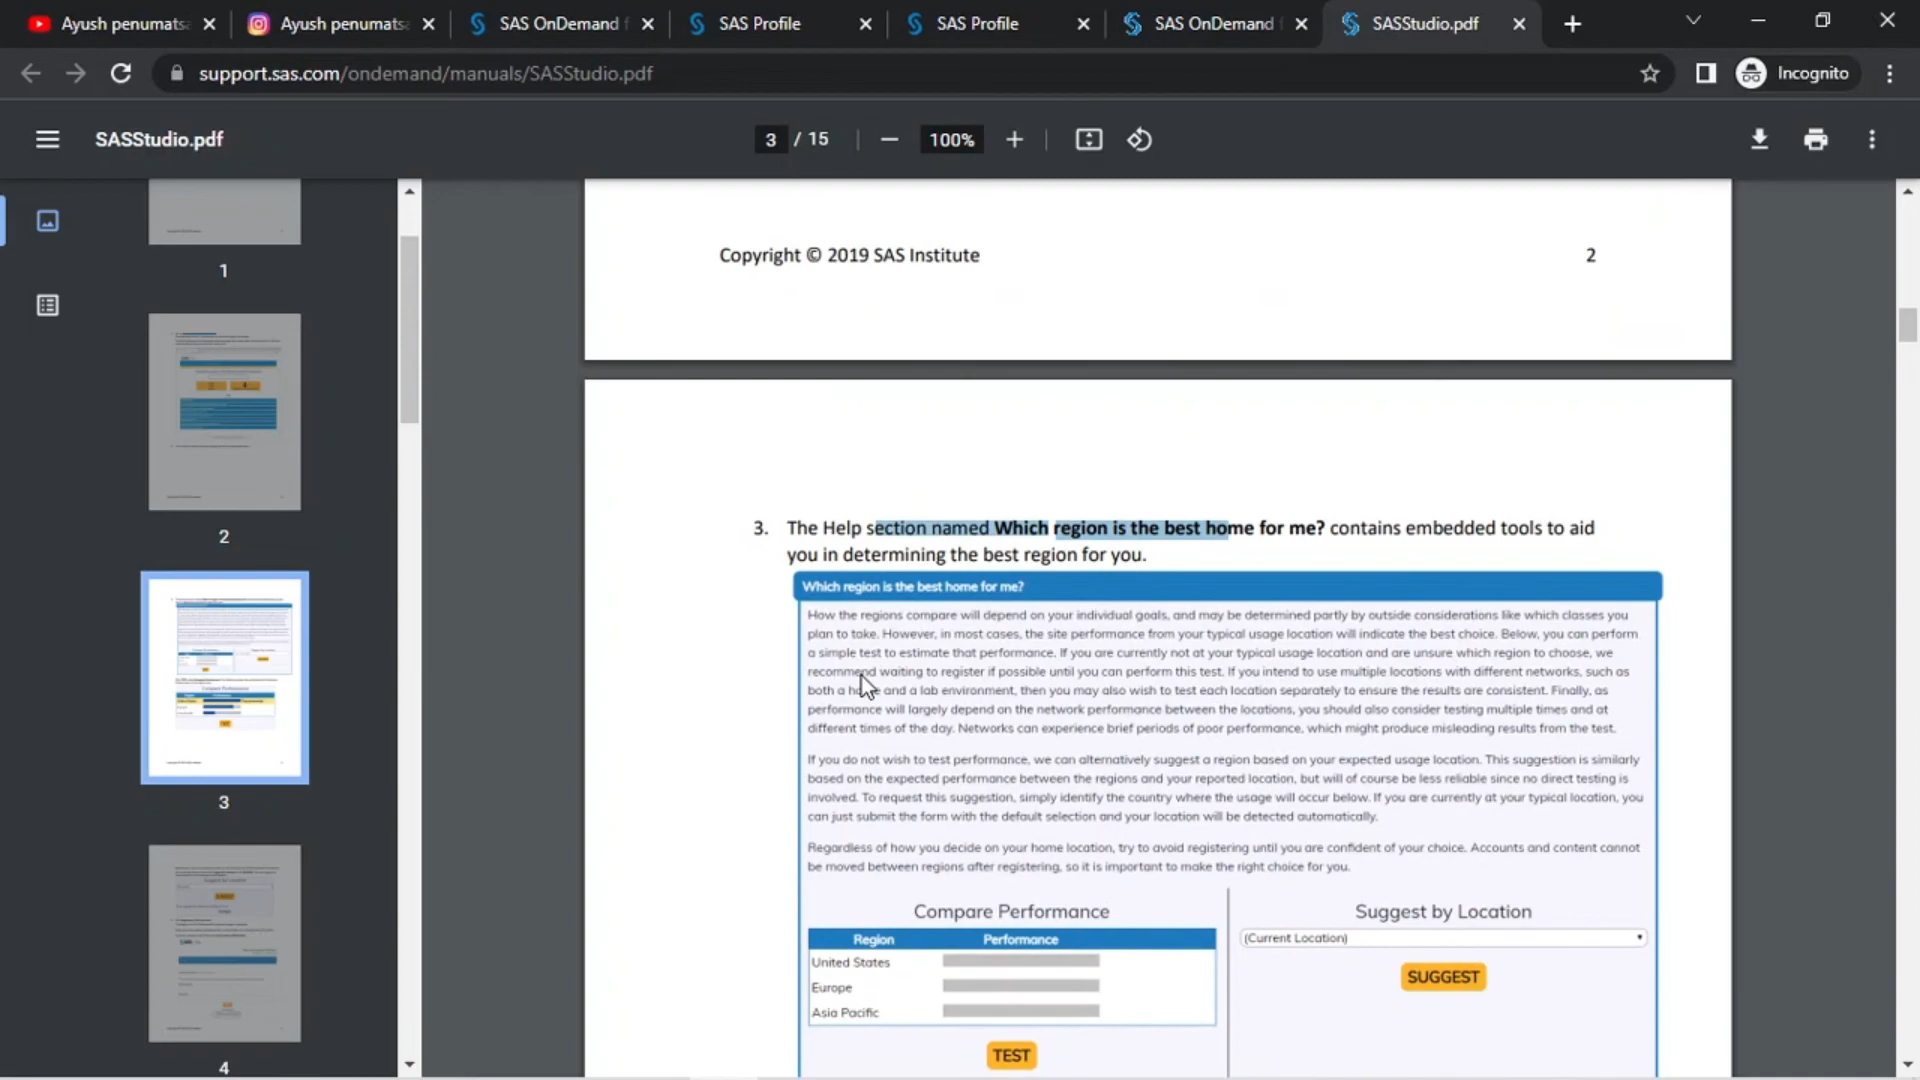 Ayush penumats
Ayush penumats
SAS OnDemand f
SAS Profile
SAS Profile
SAS OnDemand f
SASStudio.pdf
support.sas.com/ondemand/manuals/SASStudio.pdf
Incognito
SASStudio.pdf
3 / 15
100%
1
2
3
4
Copyright © 2019 SAS Institute
2
3. The Help section named Which region is the best home for me? contains embedded tools to aid
you in determining the best region for you.
Which region is the best home for me?
How the regions compare will depend on your individual goals, and may be determined partly by outside considerations like which classes you
plan to take. However, in most cases, the site performance from your typical usage location will indicate the best choice. Below, you can perform
a simple test to estimate that performance. If you are currently not at your typical usage location and are unsure which region to choose, we
recommend waiting to register if possible until you can perform this test. If you intend to use multiple locations with different networks, such as
both a home and a lab environment, then you may also wish to test each location separately to ensure the results are consistent. Finally, as
performance will largely depend on the network performance between the locations, you should also consider testing multiple times and at
different times of the day. Networks can experience brief periods of poor performance, which might produce misleading results from the test.
If you do not wish to test performance, we can alternatively suggest a region based on your expected usage location. This suggestion is similarly
based on the expected performance between the regions and your reported location, but will of course be less reliable since no direct testing is
involved. To request this suggestion, simply identify the country where the usage will occur below. If you are currently at your typical location, you
can just submit the form with the default selection and your location will be detected automatically.
Regardless of how you decide on your home location, try to avoid registering until you are confident of your choice. Accounts and content cannot
be moved between regions after registering, so it is important to make the right choice for you.
Compare Performance
Region Performance
United States
Europe
Asia Pacific
TEST
Suggest by Location
(Current Location)
SUGGEST